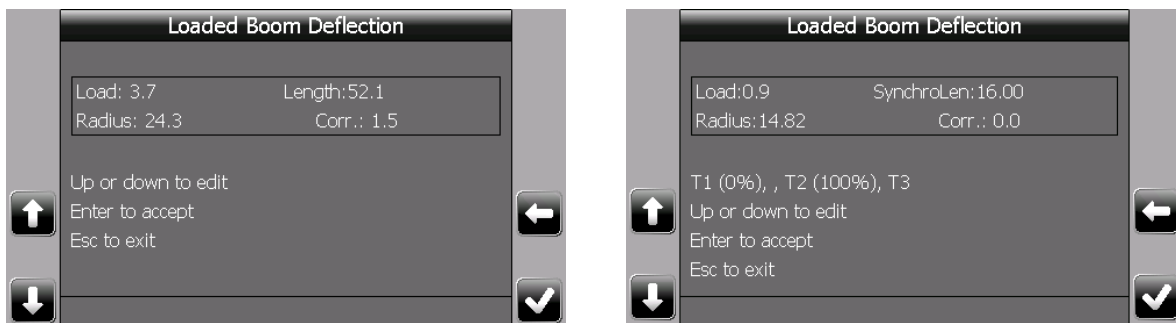 Loaded Boom Deflection
Load: 3.7 Length:52.1
Radius: 24.3 Corr.: 1.5
Up or down to edit
Enter to accept
Esc to exit
Loaded Boom Deflection
Load:0.9 SynchroLen:16.00
Radius:14.82 Corr.: 0.0
T1 (0%), , T2 (100%), T3
Up or down to edit
Enter to accept
Esc to exit